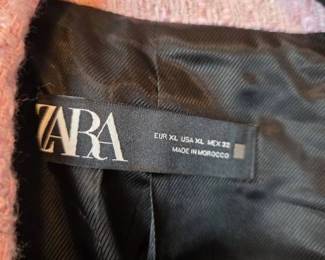 ZARA
EUR XL USA XL MEX 32
MADE IN MOROCCO